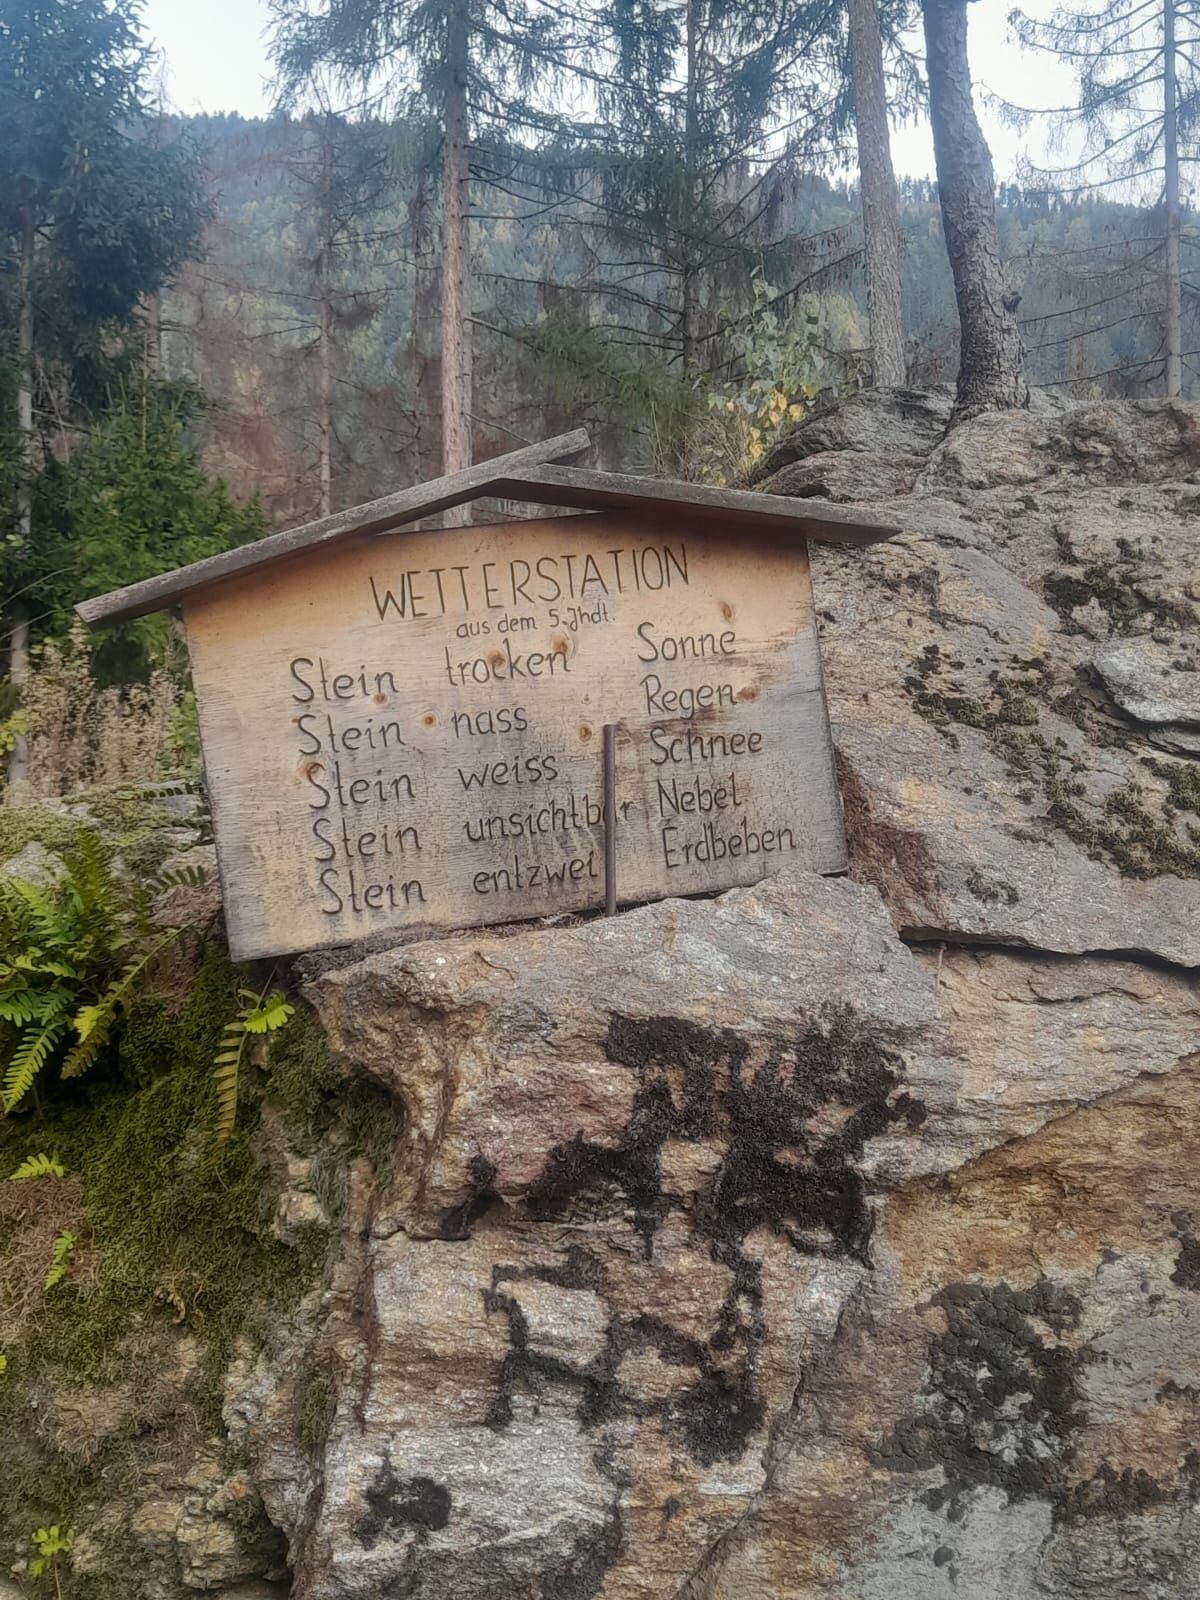 WETTERSTATION
aus dem 5. Jhdt.
Stein trocken Sonne
Stein nass Regen
Stein weiss Schnee
Stein unsichtbar Nebel
Stein entzwei Erdbeben